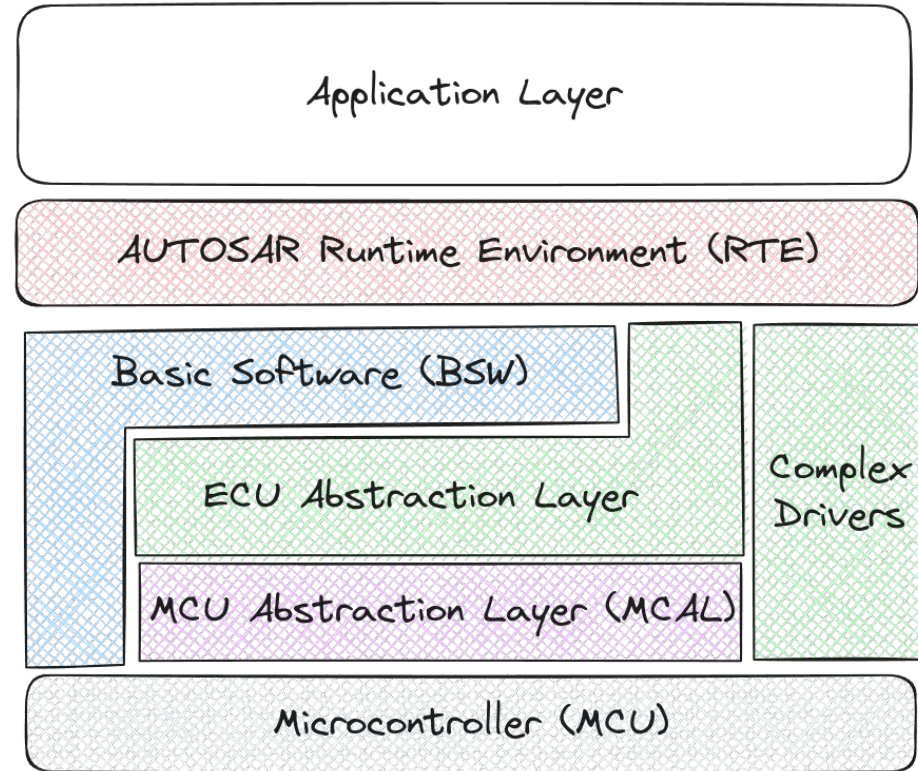 Application Layer
AUTOSAR Runtime Environment (RTE)
Basic Software (BSW)
ECU Abstraction Layer
Complex
Drivers
MCU Abstraction Layer (MCAL)
Microcontroller (MCU)